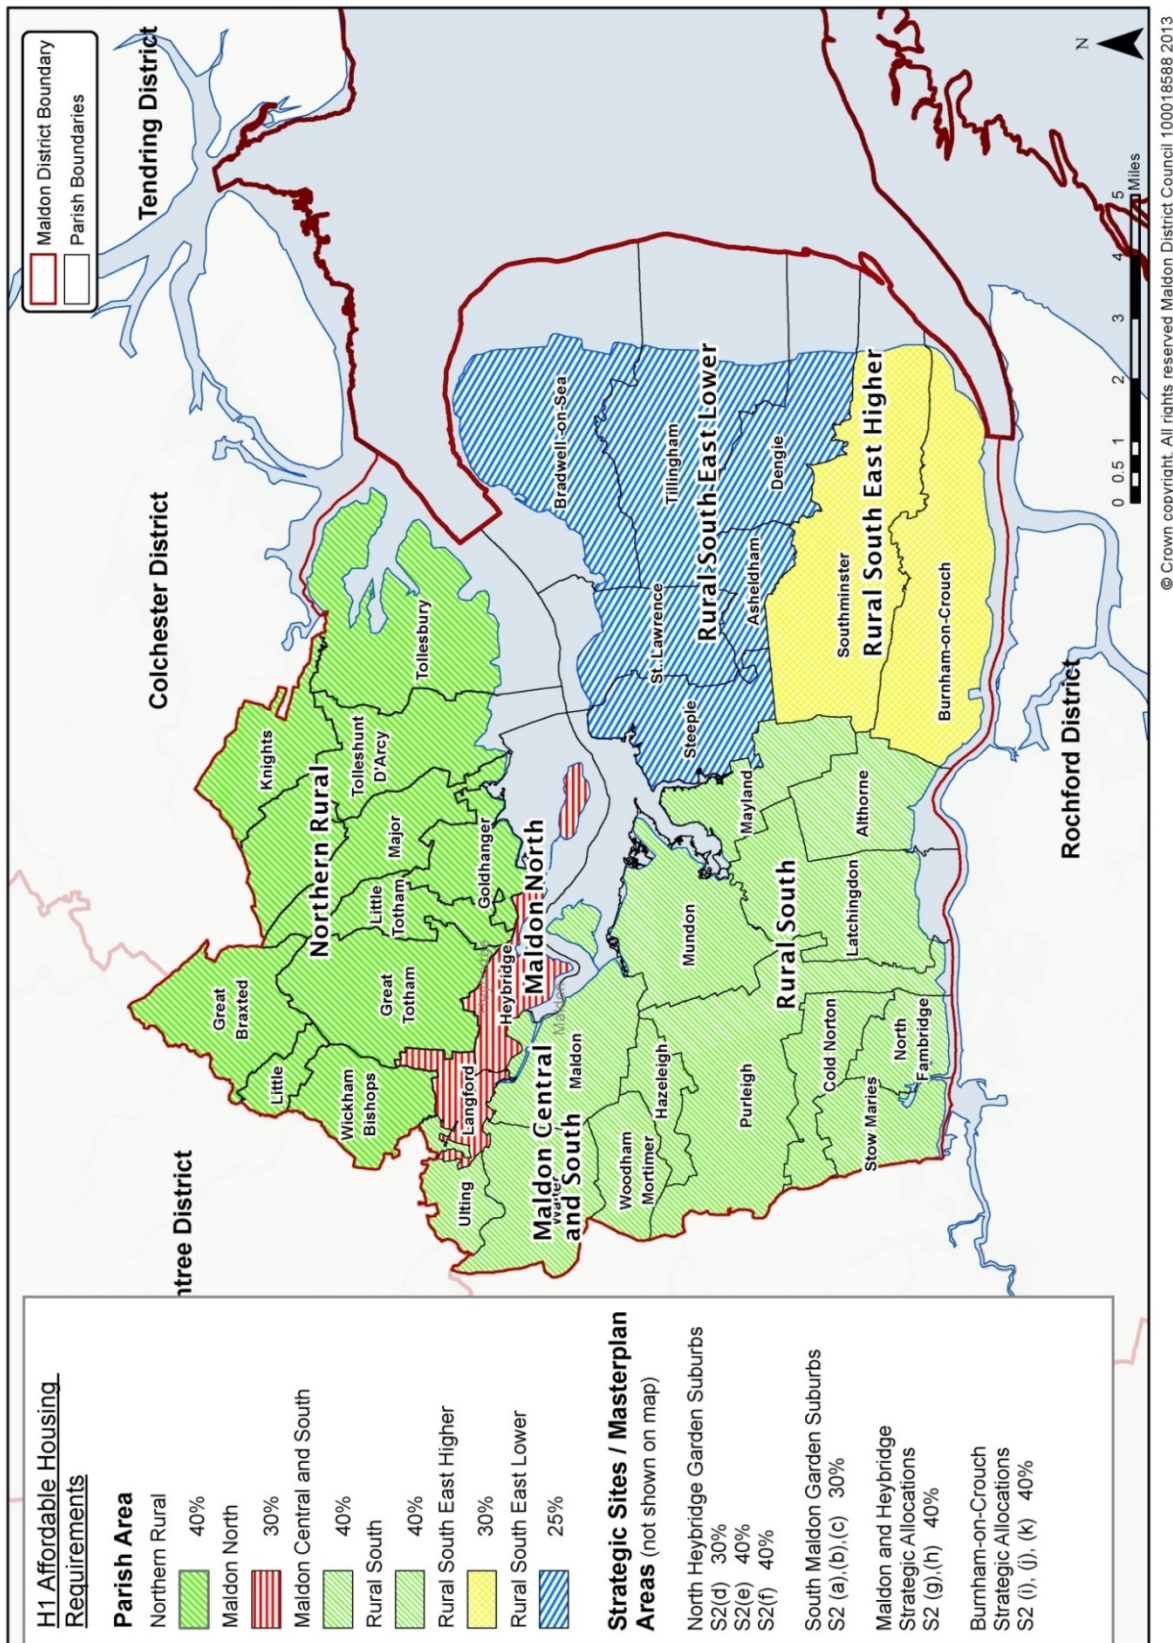 H1 Affordable Housing
Requirements
Parish Area
Northern Rural
40%
Maldon North
30%
Maldon Central and South
40%
Rural South
40%
Rural South East Higher
30%
Rural South East Lower
25%
Strategic Sites / Masterplan
Areas (not shown on map)
North Heybridge Garden Suburbs
S2(d) 30%
S2(e) 40%
S2(f) 40%
South Maldon Garden Suburbs
S2 (a),(b),(c) 30%
Maldon and Heybridge
Strategic Allocations
S2 (g),(h) 40%
Burnham-on-Crouch
Strategic Allocations
S2 (i), (j), (k) 40%
Maldon District Boundary
Parish Boundaries
ntree District
Colchester District
Tendring District
Rochford District
Northern Rural
Great
Braxted
Little
Wickham
Bishops
Great
Totham
Little
Totham
Major
Knights
Tolleshunt
D'Arcy
Tollesbury
Goldhanger
Maldon North
Heybridge
Langford
Ulting
Maldon Central
and South
Maldon
Maldon
Woodham
Mortimer
Hazeleigh
Purleigh
Mundon
Rural South
Cold Norton
Stow Maries
North
Fambridge
Latchingdon
Althorne
Mayland
Steeple
St. Lawrence
Bradwell-on-Sea
Tillingham
Rural South East Lower
Asheldham
Dengie
Southminster
Rural South East Higher
Burnham-on-Crouch
N
0 0.5 1 2 3 4 5
Miles
© Crown copyright. All rights reserved Maldon District Council 100018588 2013